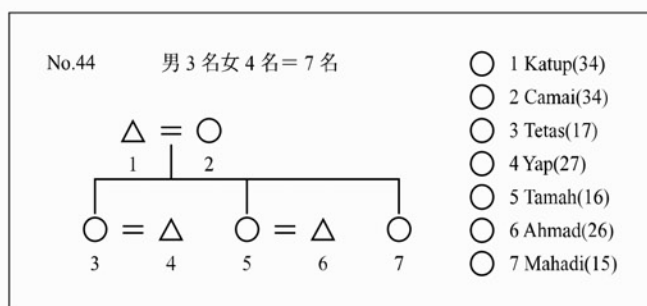 No.44 男3名女4名＝7名
1 2
3 4 5 6 7
1 Katup(34)
2 Camai(34)
3 Tetas(17)
4 Yap(27)
5 Tamah(16)
6 Ahmad(26)
7 Mahadi(15)